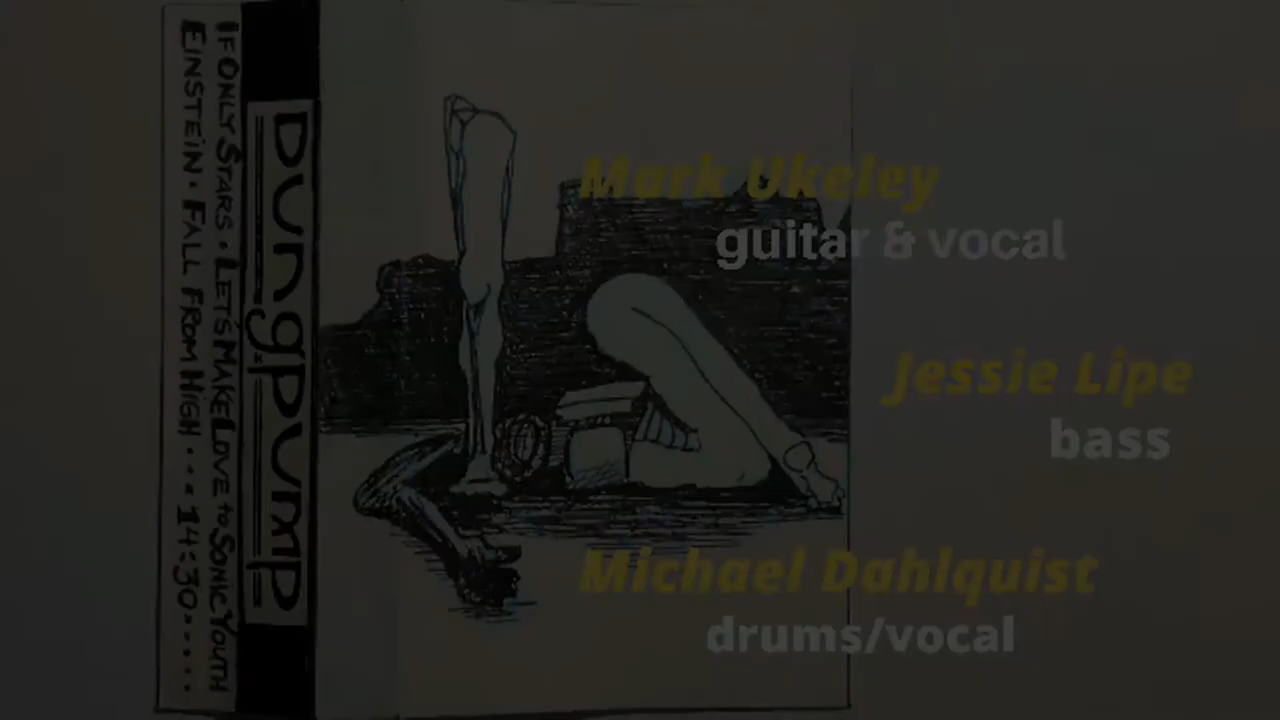 IF ONLY STARS · LET'S MAKE LOVE to SONIC YOUTH
EINSTEiN · FALL FROM HIGH ... 14:30.....
Dungpump
Mark Ukeley
guitar & vocal
Jessie Lipe
bass
Michael Dahlquist
drums/vocal